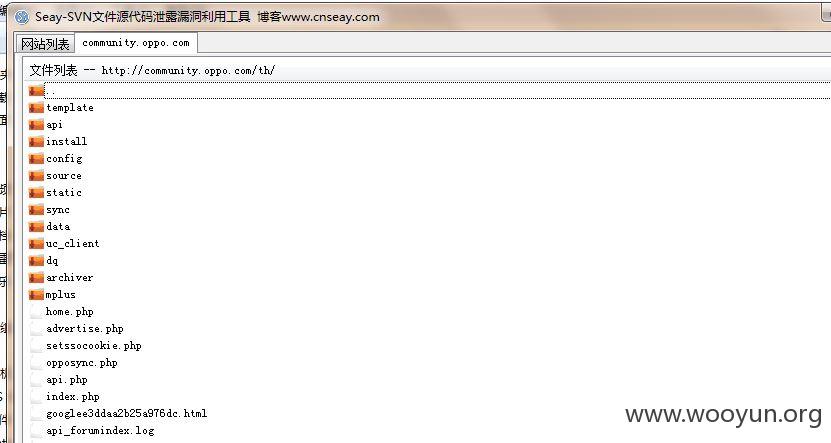 Seay-SVN文件源代码泄露漏洞利用工具 博客www.cnseay.com
网站列表 community.oppo.com
文件列表 -- http://community.oppo.com/th/
..
template
api
install
config
source
static
sync
data
uc_client
dq
archiver
mplus
home.php
advertise.php
setssocookie.php
opposync.php
api.php
index.php
googlee3ddaa2b25a976dc.html
api_forumindex.log
www.wooyun.org